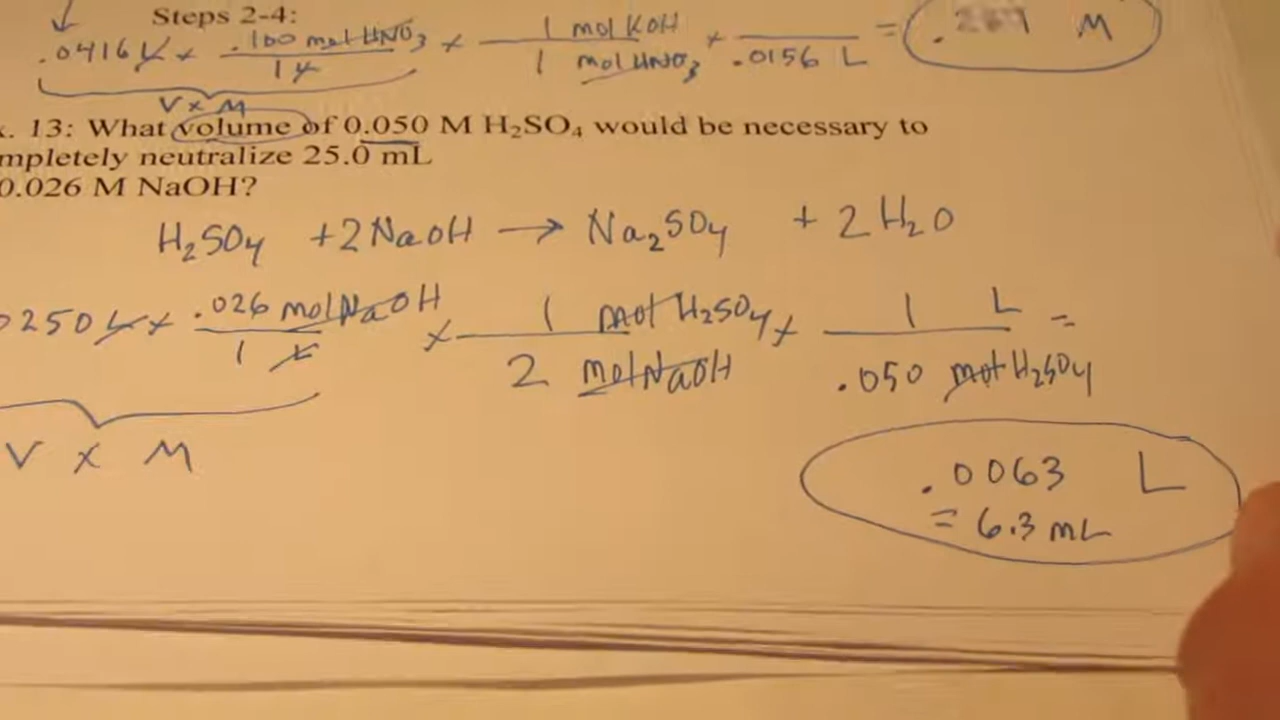 Steps 2-4:
.0416 L x .100 mol HNO3 / 1 L x 1 mol KOH / 1 mol HNO3 x / .0156 L = M
V x M
. 13: What volume of 0.050 M H₂SO₄ would be necessary to
mpletely neutralize 25.0 mL
0.026 M NaOH?
H₂SO₄ + 2NaOH → Na₂SO₄ + 2H₂O
0250 L x .026 mol NaOH / 1 L x 1 mol H₂SO₄ / 2 mol NaOH x 1 L / .050 mol H₂SO₄ =
V x M
.0063 L
= 6.3 mL